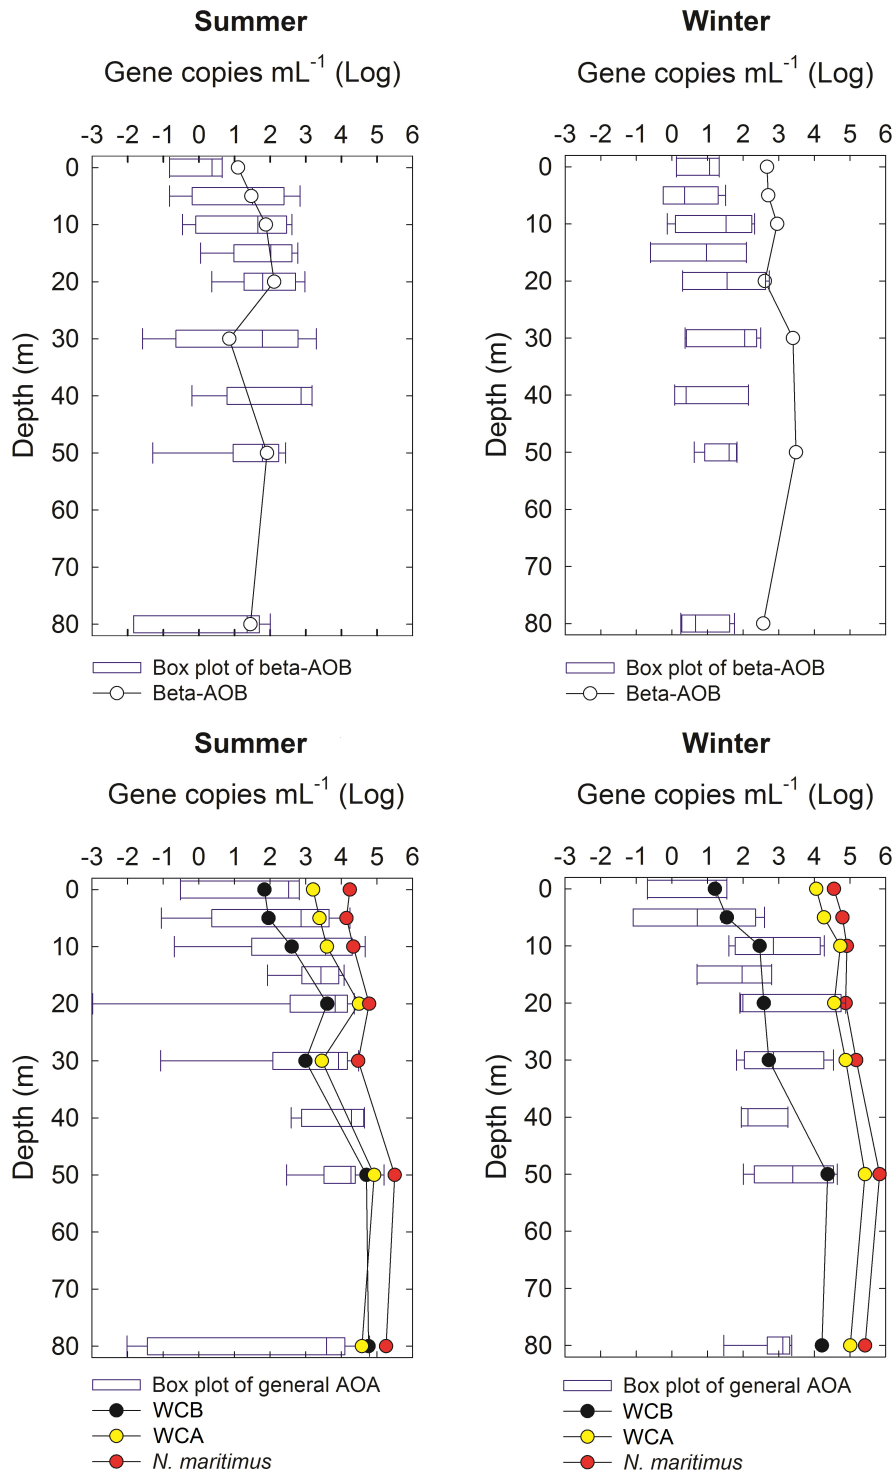 Summer
Gene copies mL-1 (Log)
-3 -2 -1 0 1 2 3 4 5 6
0
10
20
30
40
50
60
70
80
Depth (m)
Box plot of beta-AOB
Beta-AOB
Winter
Gene copies mL-1 (Log)
-3 -2 -1 0 1 2 3 4 5 6
0
10
20
30
40
50
60
70
80
Depth (m)
Box plot of beta-AOB
Beta-AOB
Summer
Gene copies mL-1 (Log)
-3 -2 -1 0 1 2 3 4 5 6
0
10
20
30
40
50
60
70
80
Depth (m)
Box plot of general AOA
WCB
WCA
N. maritimus
Winter
Gene copies mL-1 (Log)
-3 -2 -1 0 1 2 3 4 5 6
0
10
20
30
40
50
60
70
80
Depth (m)
Box plot of general AOA
WCB
WCA
N. maritimus